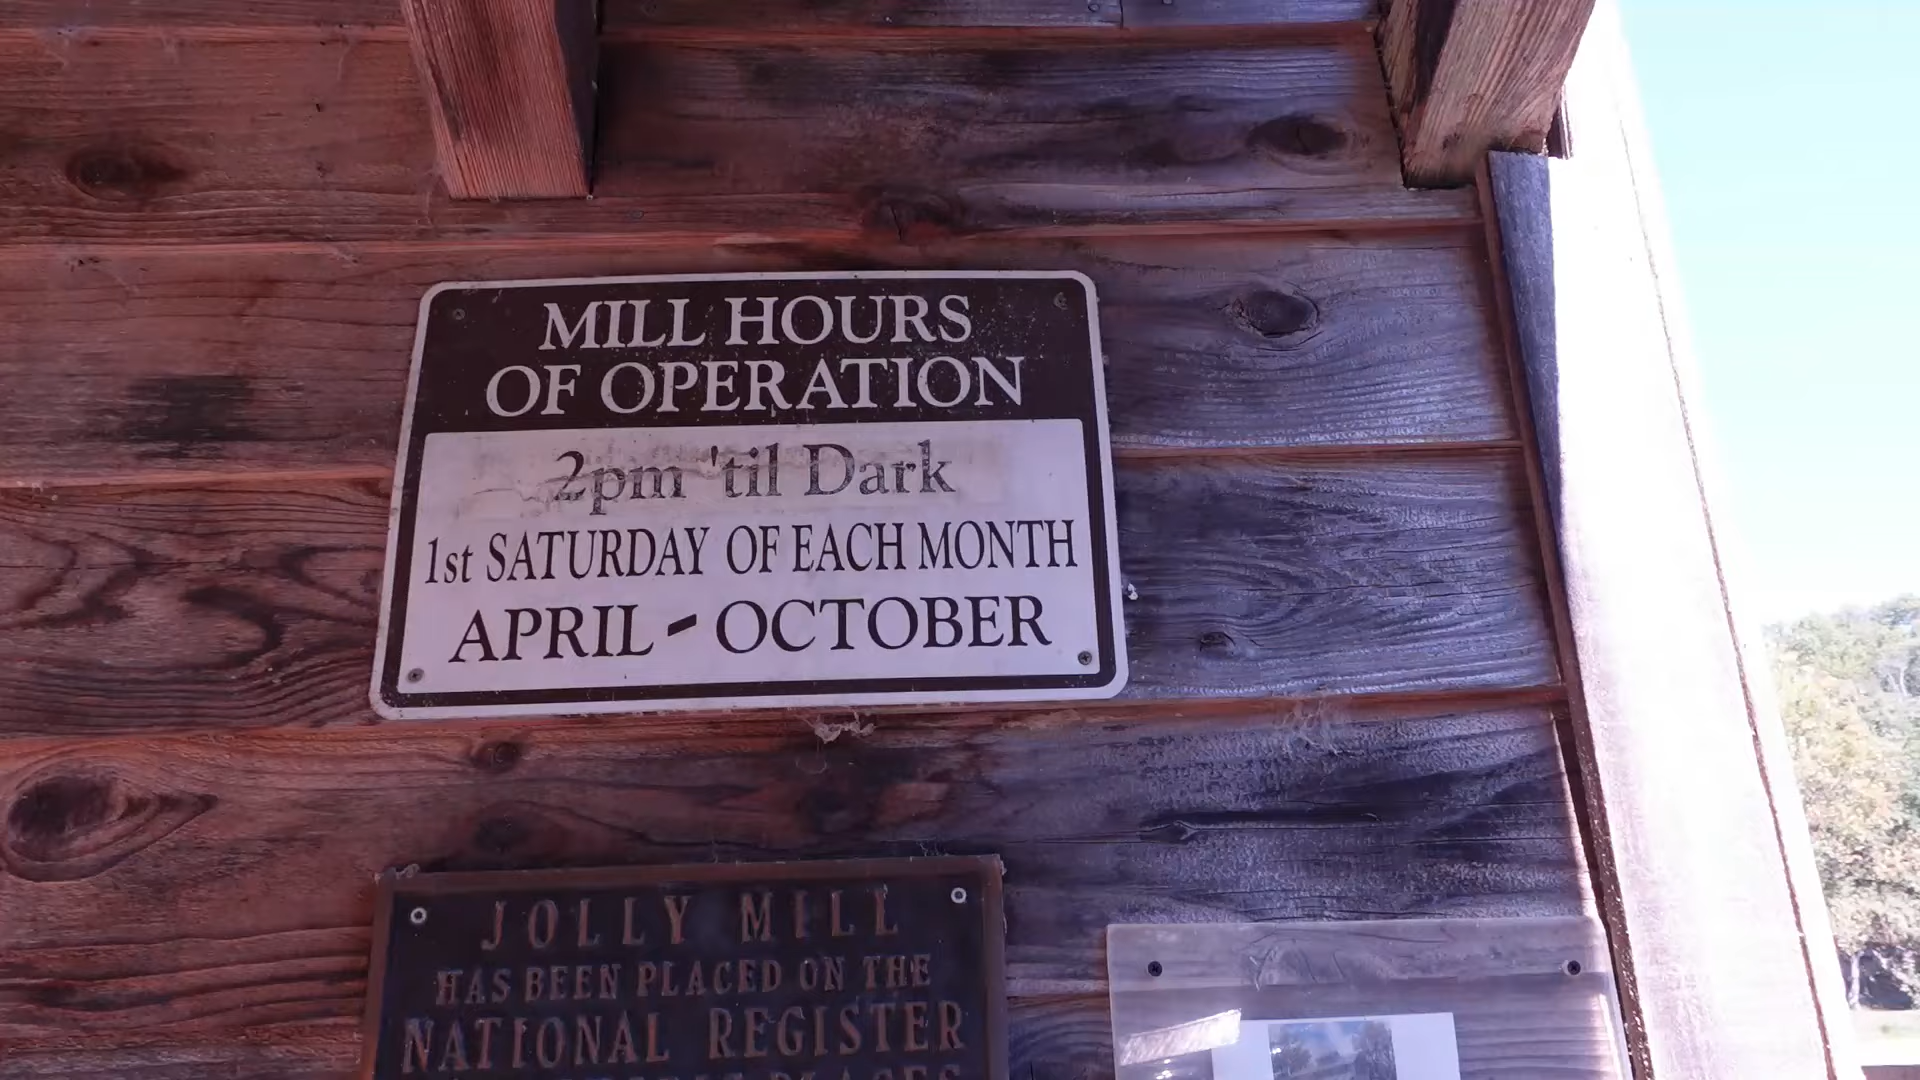 MILL HOURS
OF OPERATION
2pm 'til Dark
1st SATURDAY OF EACH MONTH
APRIL - OCTOBER
JOLLY MILL
HAS BEEN PLACED ON THE
NATIONAL REGISTER